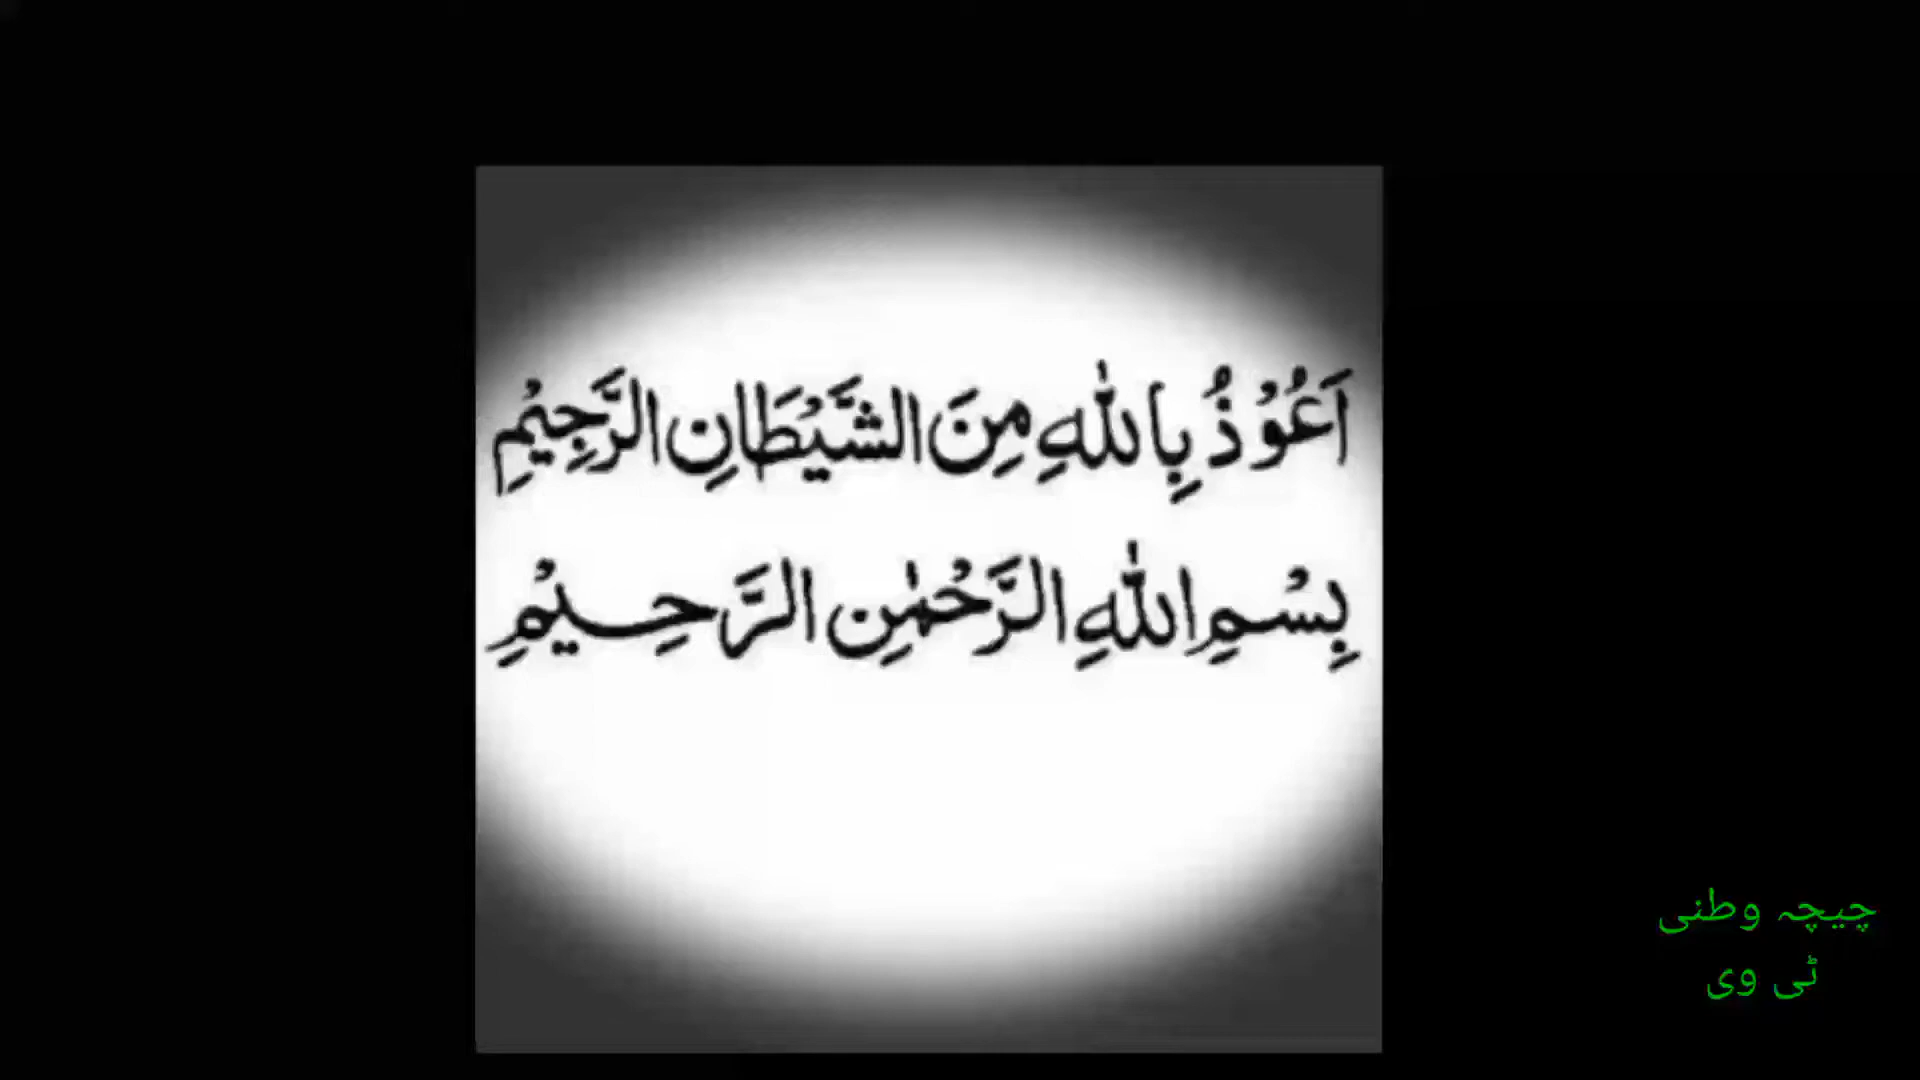 اَعُوْذُ بِاللّٰهِ مِنَ الشَّيْطَانِ الرَّجِيْمِ
بِسْمِ اللّٰهِ الرَّحْمٰنِ الرَّحِيْمِ
چیچہ وطنی
ٹی وی